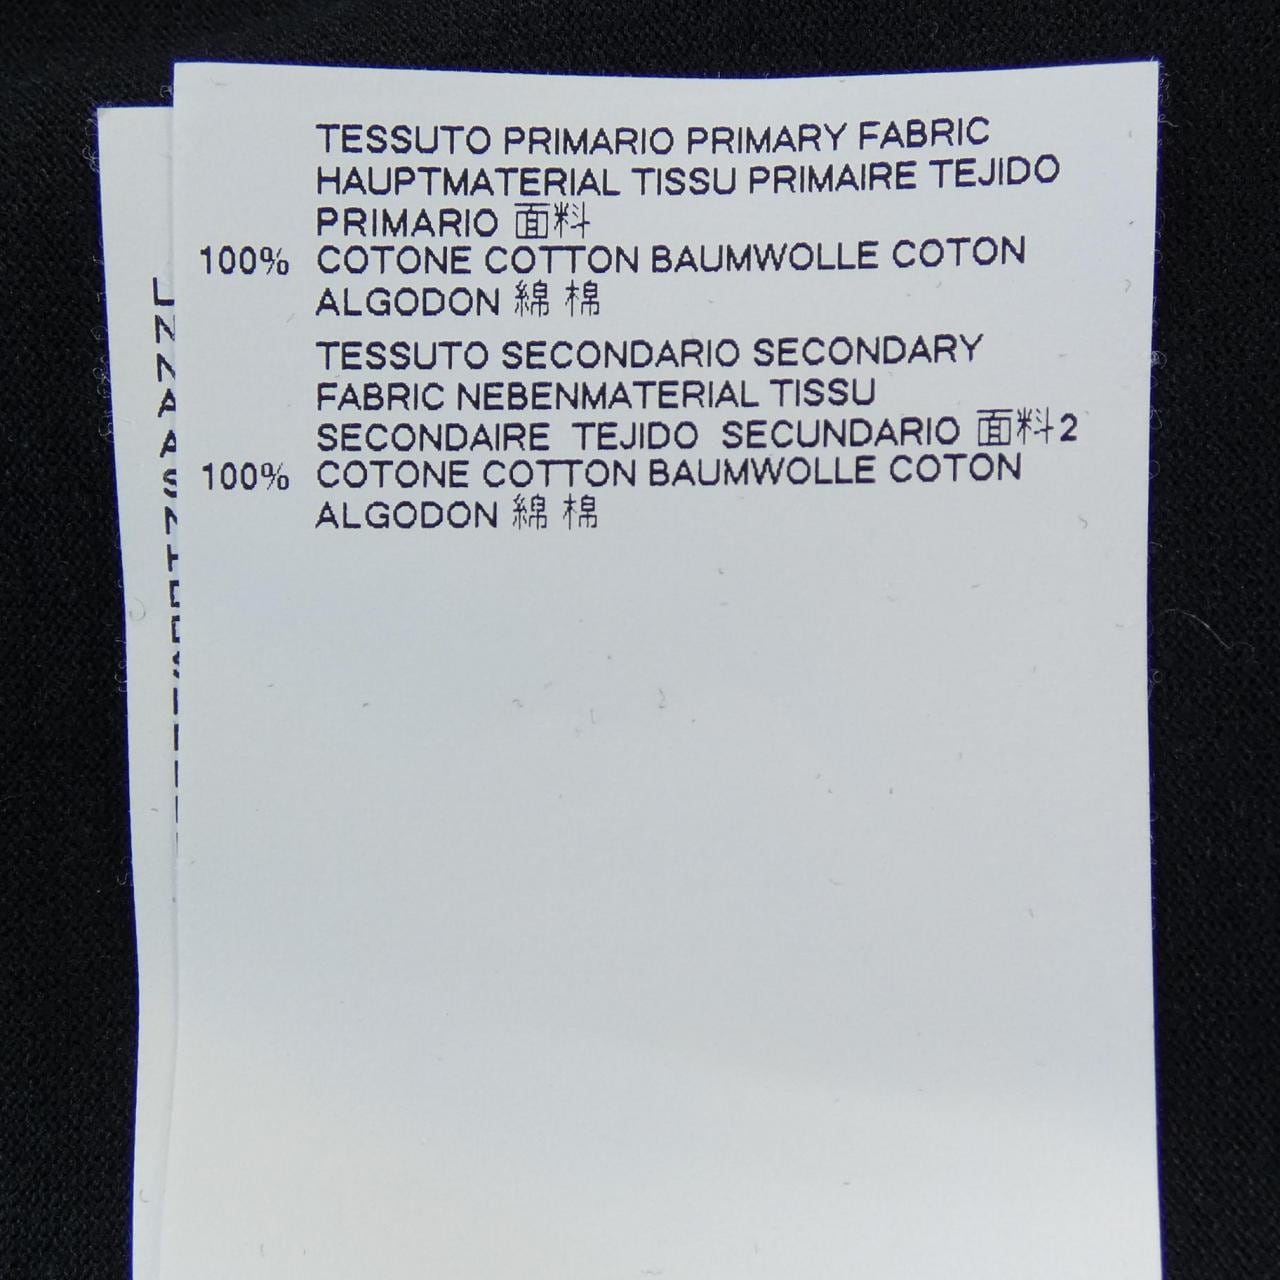 TESSUTO PRIMARIO PRIMARY FABRIC
HAUPTMATERIAL TISSU PRIMAIRE TEJIDO
PRIMARIO 面料
100% COTONE COTTON BAUMWOLLE COTON
ALGODON 綿 棉
TESSUTO SECONDARIO SECONDARY
FABRIC NEBENMATERIAL TISSU
SECONDAIRE TEJIDO SECUNDARIO 面料2
100% COTONE COTTON BAUMWOLLE COTON
ALGODON 綿 棉